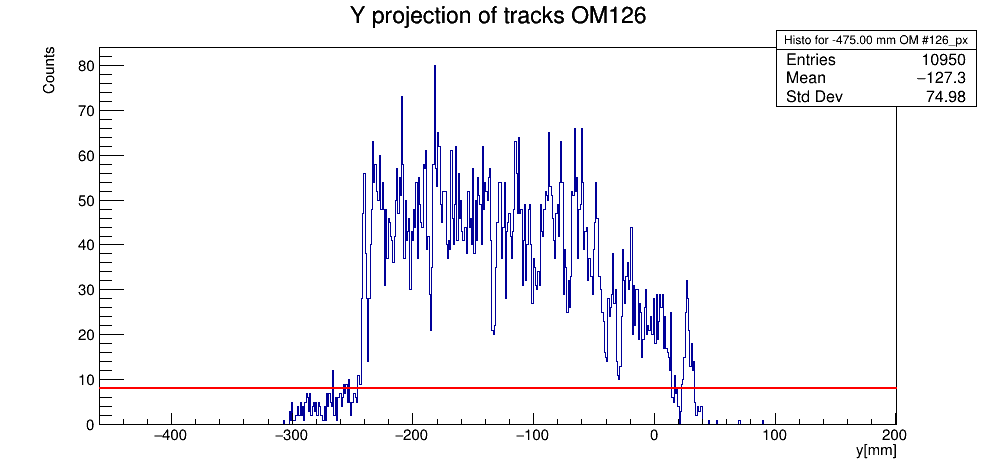 Y projection of tracks OM126
Histo for -475.00 mm OM #126_px
Entries 10950
Mean −127.3
Std Dev 74.98
Counts
80
70
60
50
40
30
20
10
0
−400 −300 −200 −100 0 100 200
y[mm]